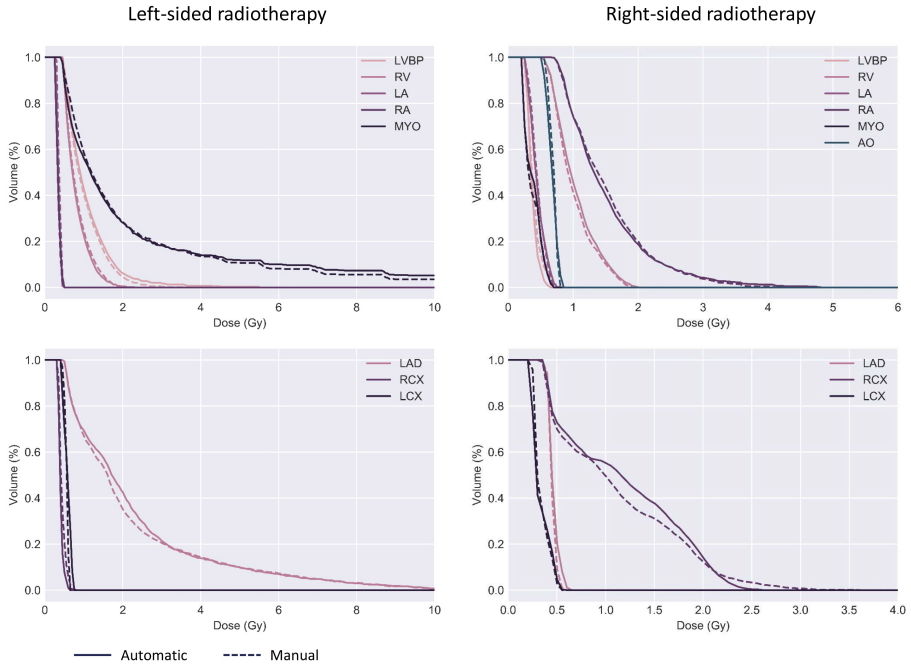 Left-sided radiotherapy
Right-sided radiotherapy
1.0
0.8
0.6
0.4
0.2
0.0
Volume (%)
0
2
4
6
8
10
Dose (Gy)
LVBP
RV
LA
RA
MYO
1.0
0.8
0.6
0.4
0.2
0.0
Volume (%)
0
1
2
3
4
5
6
Dose (Gy)
LVBP
RV
LA
RA
MYO
AO
1.0
0.8
0.6
0.4
0.2
0.0
Volume (%)
0
2
4
6
8
10
Dose (Gy)
LAD
RCX
LCX
1.0
0.8
0.6
0.4
0.2
0.0
Volume (%)
0.0
0.5
1.0
1.5
2.0
2.5
3.0
3.5
4.0
Dose (Gy)
LAD
RCX
LCX
Automatic
Manual